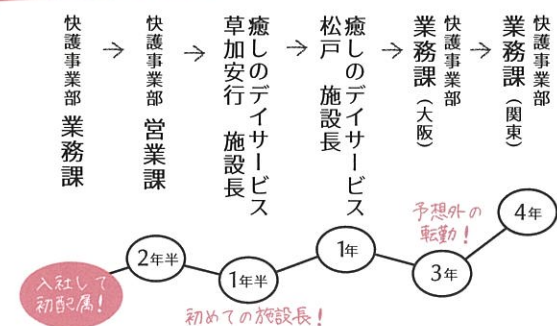 快護事業部 業務課
→
快護事業部 営業課
→
癒しのデイサービス
草加安行 施設長
→
癒しのデイサービス
松戸 施設長
→
快護事業部
業務課（大阪）
→
快護事業部
業務課（関東）
入社して
初配属！
2年半
1年半
初めての施設長！
1年
予想外の
転勤！
3年
4年